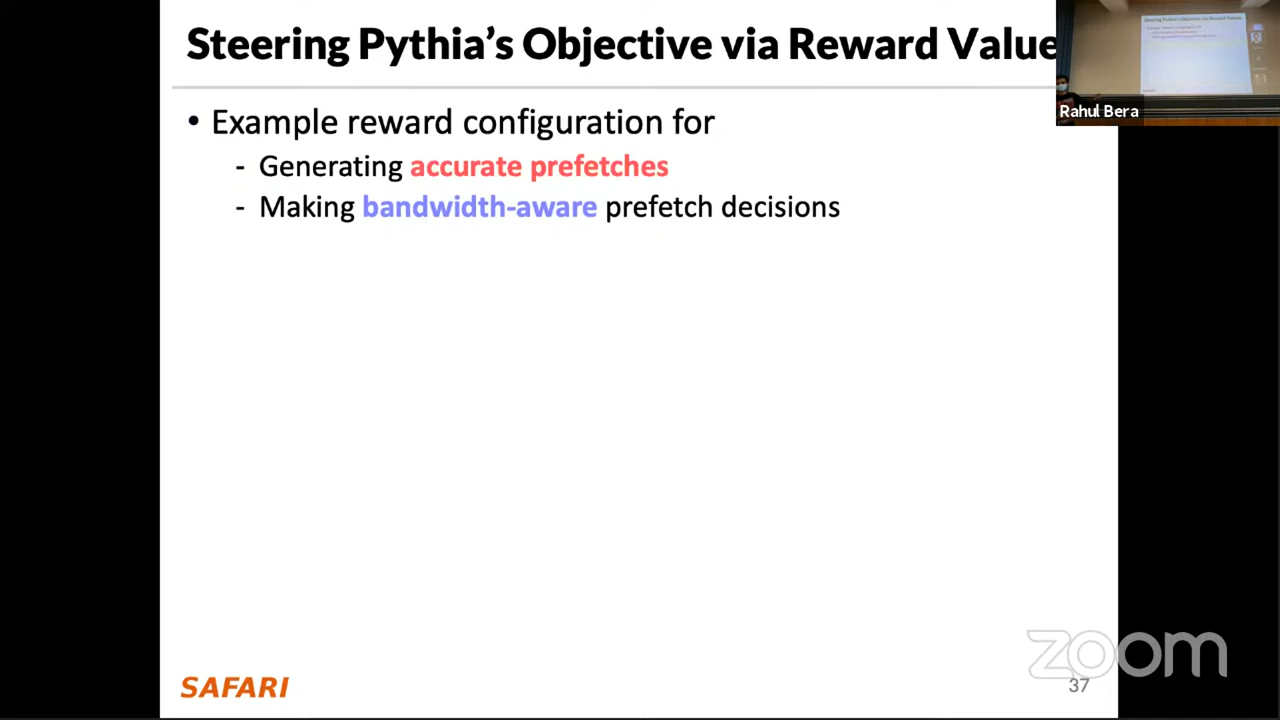 Steering Pythia's Objective via Reward Value
• Example reward configuration for
- Generating accurate prefetches
- Making bandwidth-aware prefetch decisions
Rahul Bera
zoom
SAFARI
37